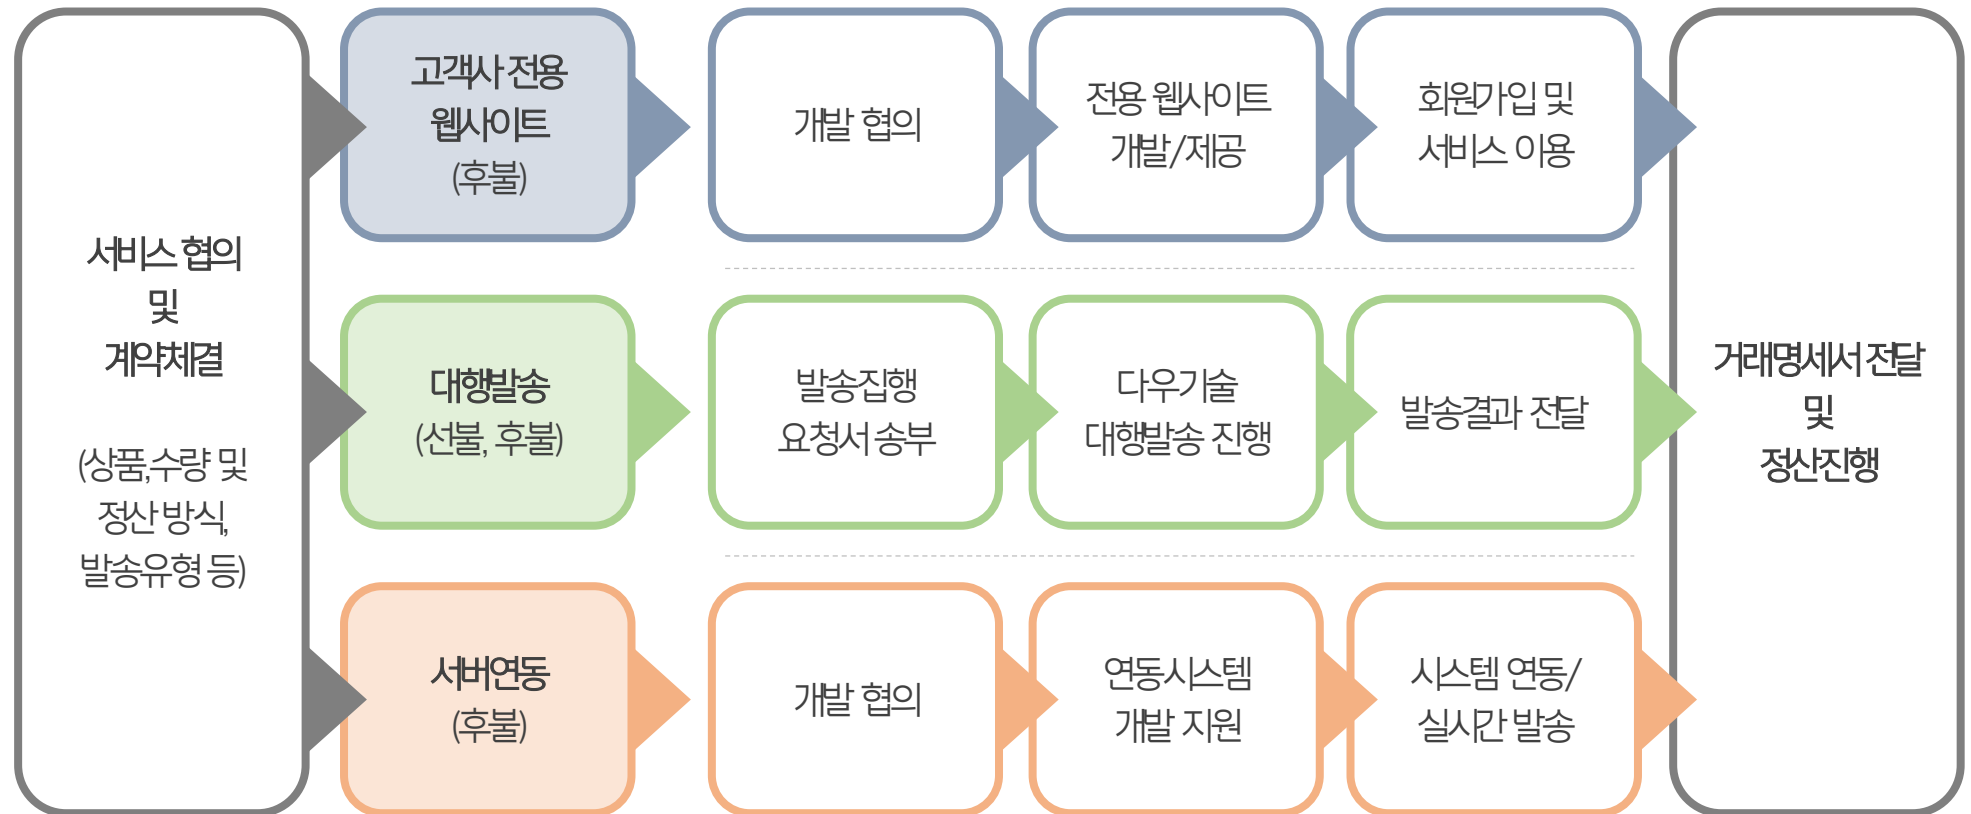 서비스 협의
및
계약체결
(상품,수량 및
정산 방식,
발송유형 등)
고객사 전용
웹사이트
(후불)
개발 협의
전용 웹사이트
개발/제공
회원가입 및
서비스 이용
대행발송
(선불, 후불)
발송집행
요청서 송부
다우기술
대행발송 진행
발송결과 전달
서버연동
(후불)
개발 협의
연동시스템
개발 지원
시스템 연동/
실시간 발송
거래명세서 전달
및
정산진행